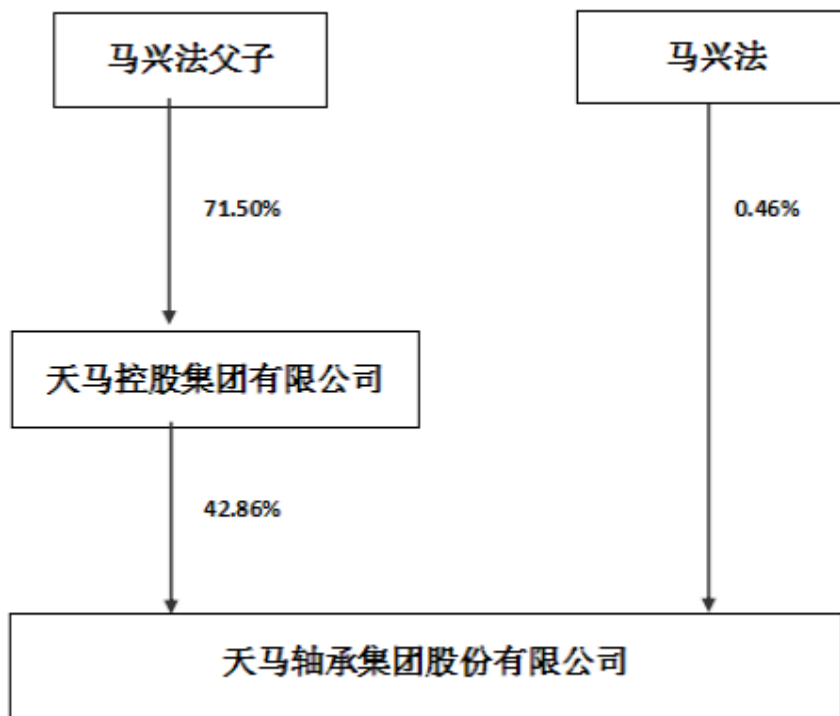 马兴法父子
马兴法
71.50%
0.46%
天马控股集团有限公司
42.86%
天马轴承集团股份有限公司